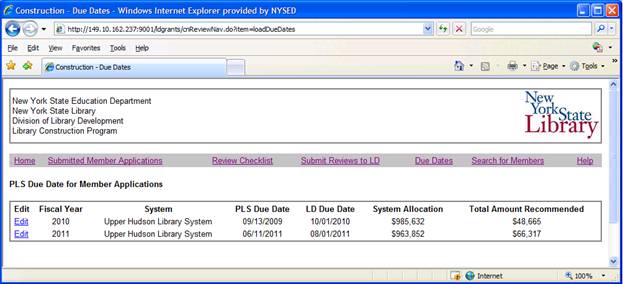 Construction - Due Dates - Windows Internet Explorer provided by NYSED
http://149.10.162.237:9001/ldgrants/cnReviewNav.do?item=loadDueDates
Google
File Edit View Favorites Tools Help
Construction - Due Dates
Page Tools
New York State Education Department
New York State Library
Division of Library Development
Library Construction Program
New
York State
Library
Home Submitted Member Applications Review Checklist Submit Reviews to LD Due Dates Search for Members Help
PLS Due Date for Member Applications
Edit Fiscal Year System PLS Due Date LD Due Date System Allocation Total Amount Recommended
Edit 2010 Upper Hudson Library System 09/13/2009 10/01/2010 $985,632 $48,665
Edit 2011 Upper Hudson Library System 06/11/2011 08/01/2011 $963,852 $66,317
Internet 100%